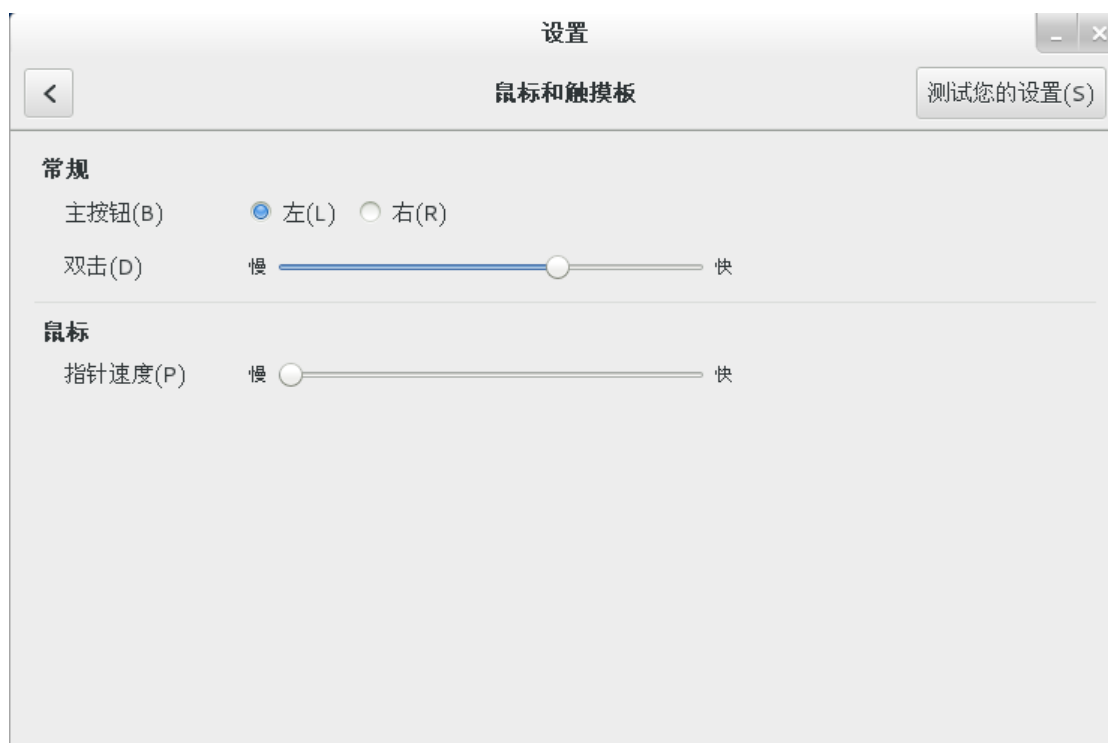 设置
鼠标和触摸板 测试您的设置(S)
常规
主按钮(B) 左(L) 右(R)
双击(D) 慢 快
鼠标
指针速度(P) 慢 快